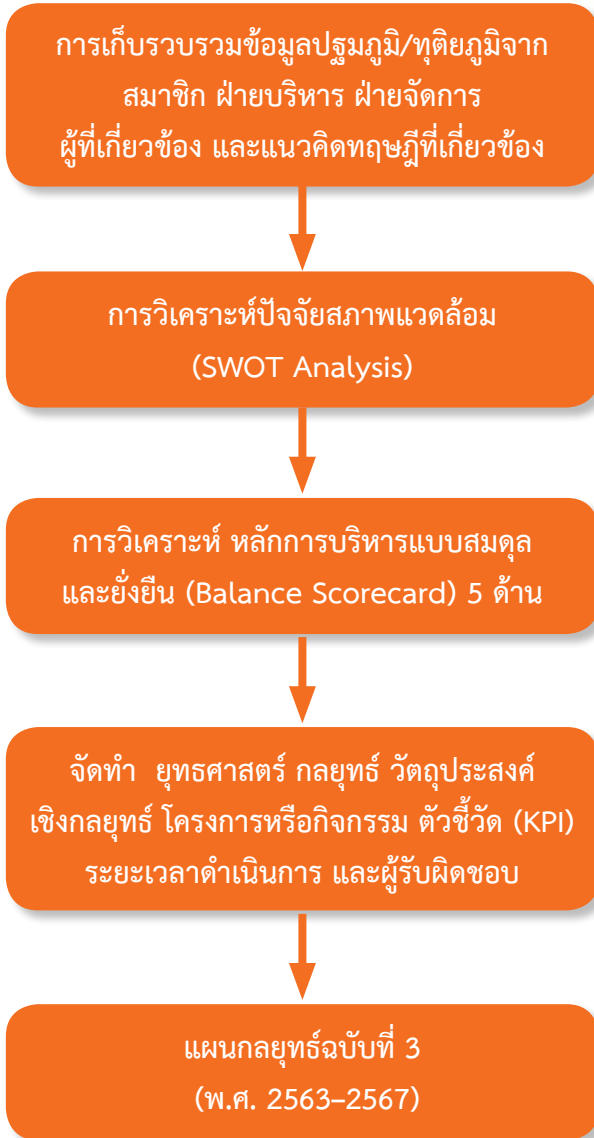 การเก็บรวบรวมข้อมูลปฐมภูมิ/ทุติยภูมิจาก
สมาชิก ฝ่ายบริหาร ฝ่ายจัดการ
ผู้ที่เกี่ยวข้อง และแนวคิดทฤษฎีที่เกี่ยวข้อง
การวิเคราะห์ปัจจัยสภาพแวดล้อม
(SWOT Analysis)
การวิเคราะห์ หลักการบริหารแบบสมดุล
และยั่งยืน (Balance Scorecard) 5 ด้าน
จัดทำ ยุทธศาสตร์ กลยุทธ์ วัตถุประสงค์
เชิงกลยุทธ์ โครงการหรือกิจกรรม ตัวชี้วัด (KPI)
ระยะเวลาดำเนินการ และผู้รับผิดชอบ
แผนกลยุทธ์ฉบับที่ 3
(พ.ศ. 2563–2567)